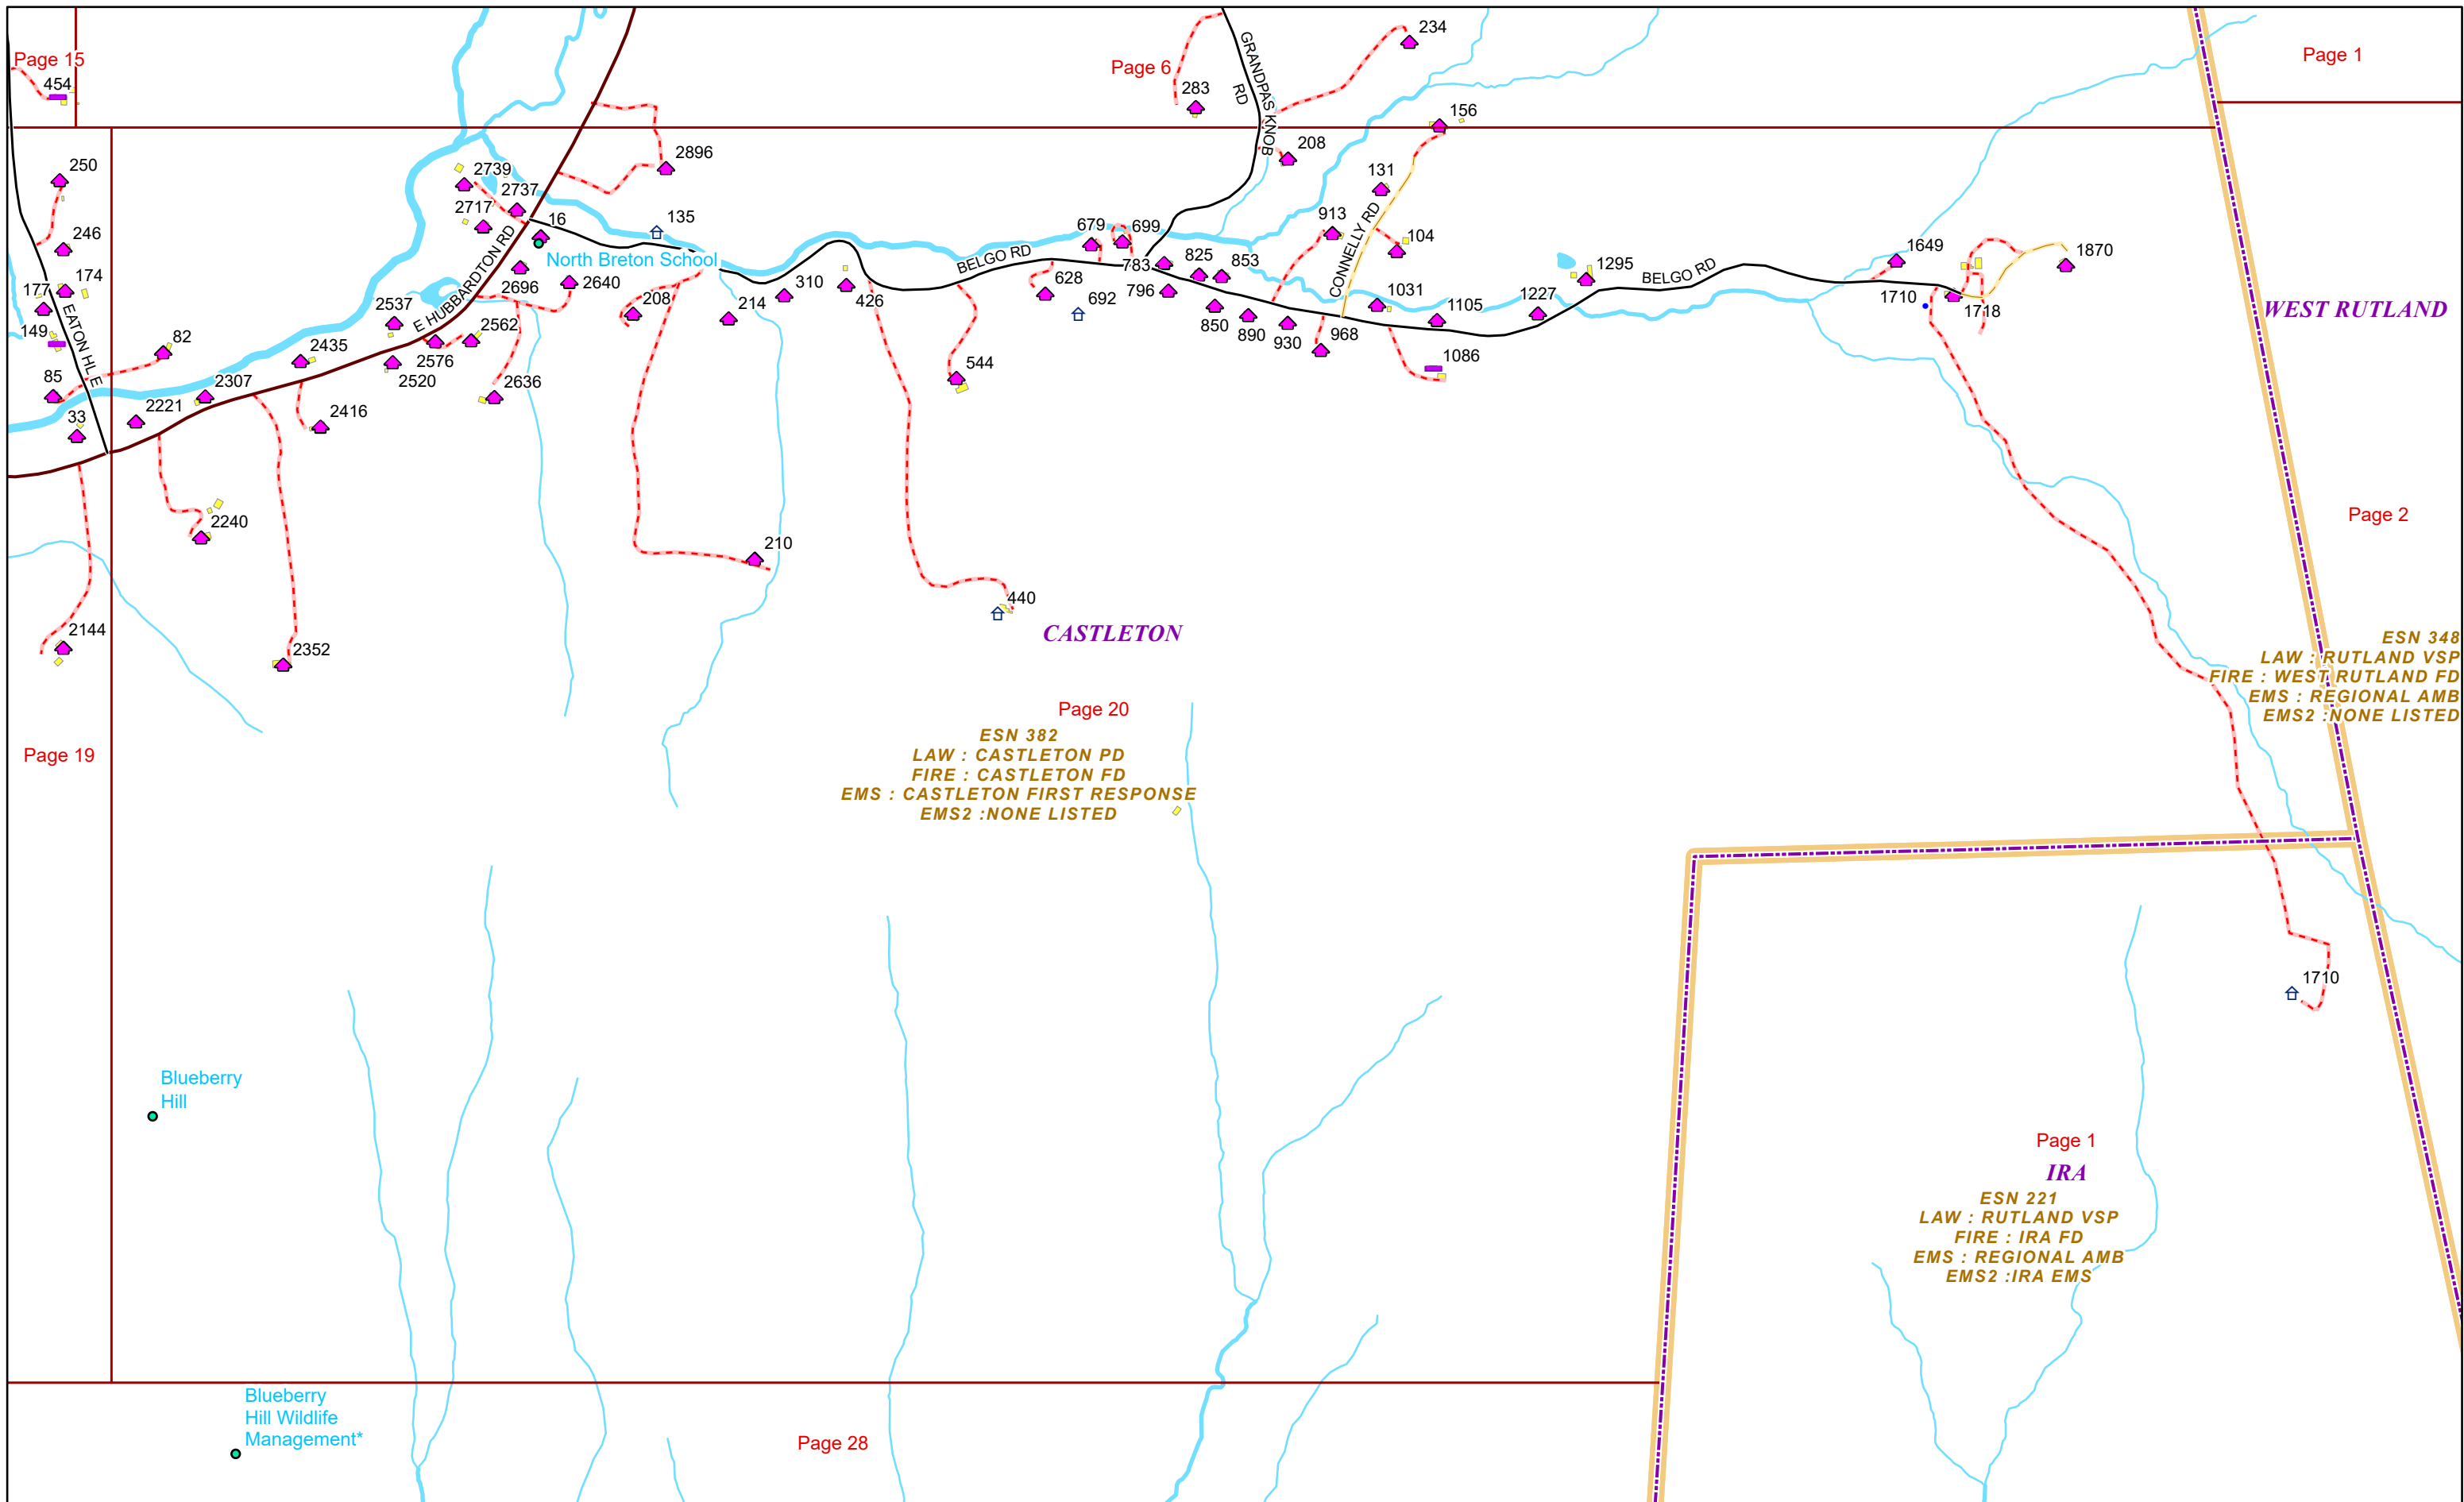 234
Page 15
Page 6
Page 1
454
GRANDPAS KNOB
RD
283
156
208
2896
250
2739
131
2737
2717
16
135
913
246
679
699
CONNELLY RD
104
1649
1870
North Breton School
BELGO RD
783
825
853
1295
BELGO RD
174
177
2696
2640
310
628
796
EATON HL E
2537
E HUBBARDTON RD
208
214
426
692
1031
1105
1227
1710
1718
WEST RUTLAND
149
82
2562
850
890
930
968
2435
2576
544
1086
85
2307
2520
2636
33
2221
2416
Page 2
2240
210
440
CASTLETON
2144
2352
ESN 348
LAW : RUTLAND VSP
FIRE : WEST RUTLAND FD
EMS : REGIONAL AMB
EMS2 :NONE LISTED
Page 20
Page 19
ESN 382
LAW : CASTLETON PD
FIRE : CASTLETON FD
EMS : CASTLETON FIRST RESPONSE
EMS2 :NONE LISTED
1710
Blueberry
Hill
Page 1
IRA
ESN 221
LAW : RUTLAND VSP
FIRE : IRA FD
EMS : REGIONAL AMB
EMS2 :IRA EMS
Blueberry
Hill Wildlife
Management*
Page 28